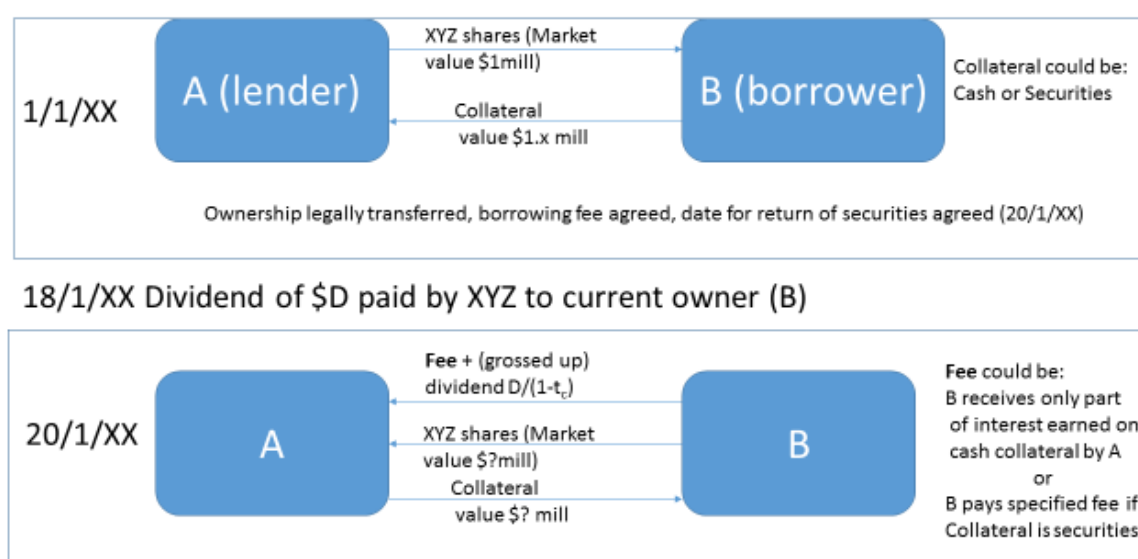 XYZ shares (Market
value $1mill)
A (lender)
B (borrower)
Collateral could be:
Cash or Securities
1/1/XX
Collateral
value $1.x mill
Ownership legally transferred, borrowing fee agreed, date for return of securities agreed (20/1/XX)
18/1/XX Dividend of $D paid by XYZ to current owner (B)
Fee + (grossed up)
dividend D/(1-tc)
20/1/XX
A
XYZ shares (Market
value $?mill)
Collateral
value $? mill
B
Fee could be:
B receives only part
of interest earned on
cash collateral by A
or
B pays specified fee if
Collateral is securities